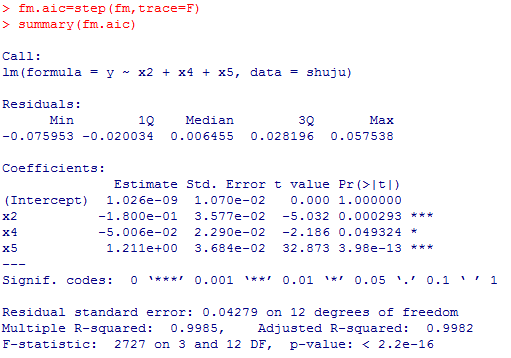 > fm.aic=step(fm,trace=F)
> summary(fm.aic)
Call:
lm(formula = y ~ x2 + x4 + x5, data = shuju)
Residuals:
      Min        1Q    Median        3Q       Max
-0.075953 -0.020034  0.006455  0.028196  0.057538
Coefficients:
              Estimate Std. Error t value Pr(>|t|)
(Intercept)  1.026e-09  1.070e-02   0.000 1.000000
x2          -1.800e-01  3.577e-02  -5.032 0.000293 ***
x4          -5.006e-02  2.290e-02  -2.186 0.049324 *
x5           1.211e+00  3.684e-02  32.873 3.98e-13 ***
---
Signif. codes:  0 ‘***’ 0.001 ‘**’ 0.01 ‘*’ 0.05 ‘.’ 0.1 ‘ ’ 1
Residual standard error: 0.04279 on 12 degrees of freedom
Multiple R-squared:  0.9985,    Adjusted R-squared:  0.9982
F-statistic:  2727 on 3 and 12 DF,  p-value: < 2.2e-16